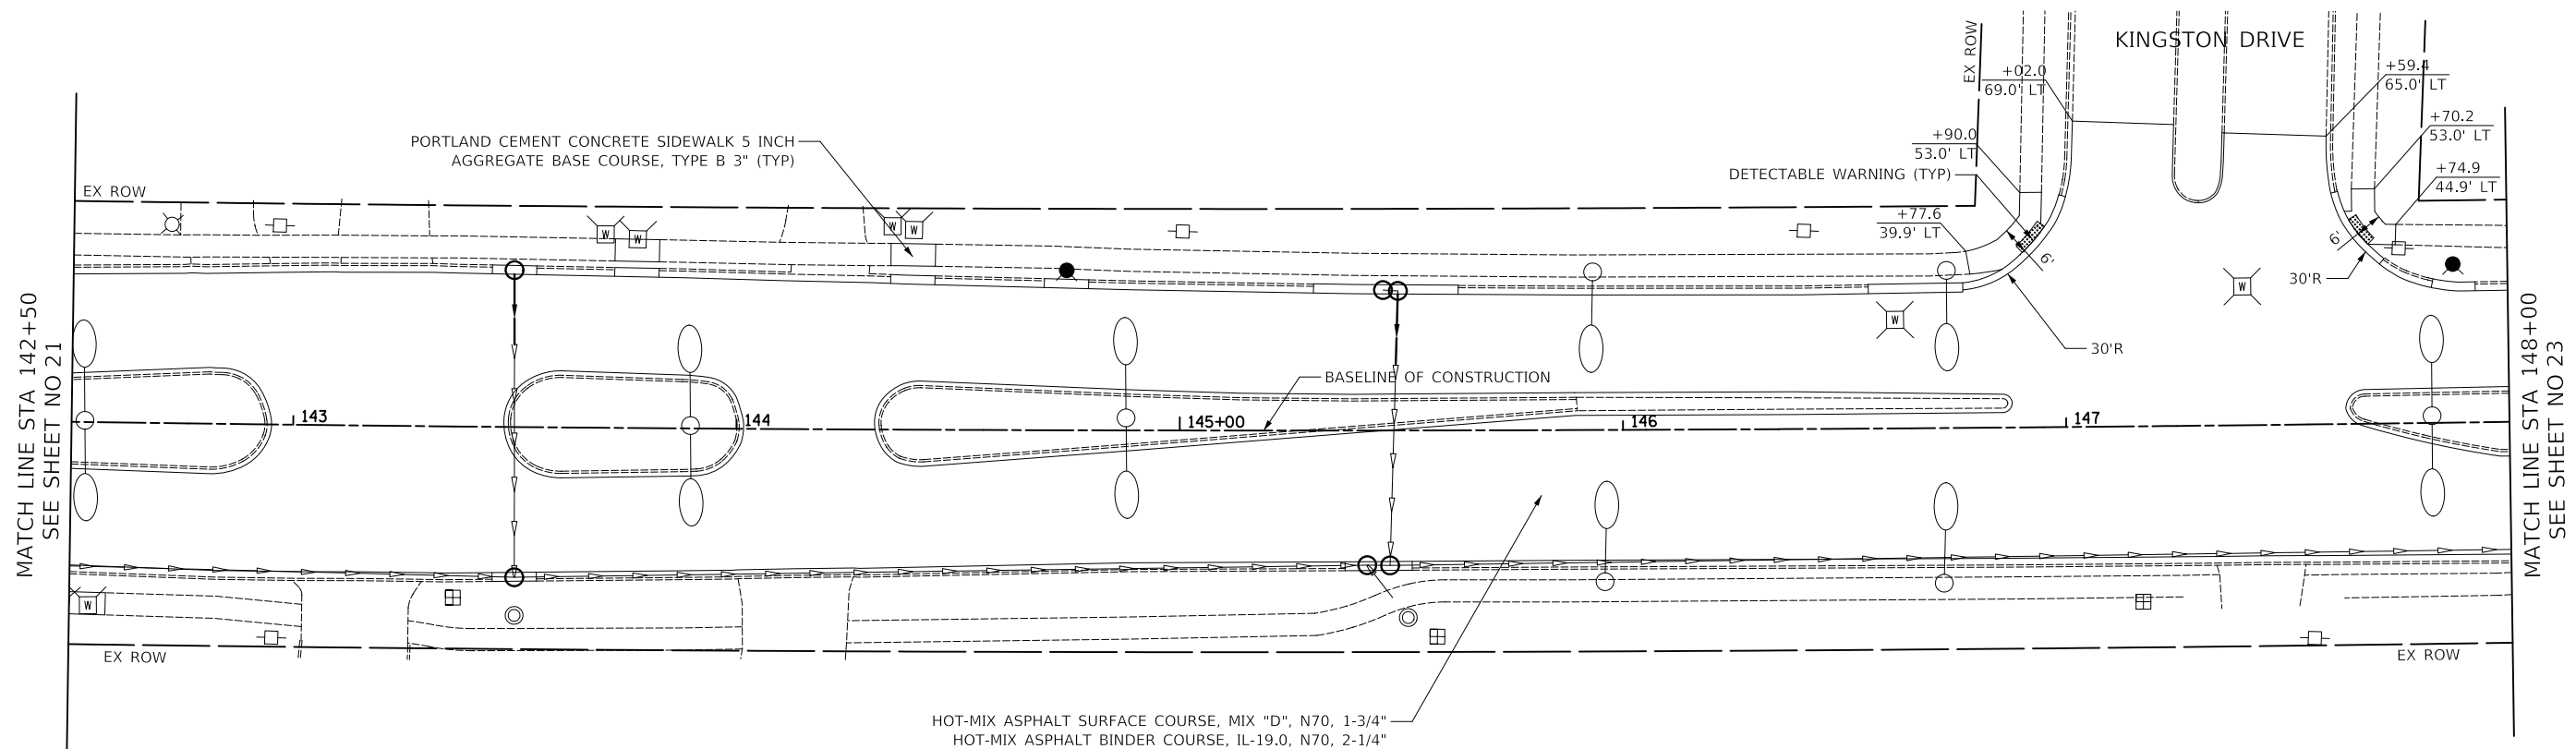 KINGSTON DRIVE
EX ROW
+02.0
69.0' LT
+59.4
65.0' LT
+70.2
53.0' LT
+90.0
53.0' LT
DETECTABLE WARNING (TYP)
+74.9
44.9' LT
+77.6
39.9' LT
6'
6'
30'R
30'R
PORTLAND CEMENT CONCRETE SIDEWALK 5 INCH
AGGREGATE BASE COURSE, TYPE B 3" (TYP)
EX ROW
W
W
W
W
W
W
W
MATCH LINE STA 142+50
SEE SHEET NO 21
BASELINE OF CONSTRUCTION
143
144
145+00
146
147
MATCH LINE STA 148+00
SEE SHEET NO 23
EX ROW
EX ROW
HOT-MIX ASPHALT SURFACE COURSE, MIX "D", N70, 1-3/4"
HOT-MIX ASPHALT BINDER COURSE, IL-19.0, N70, 2-1/4"